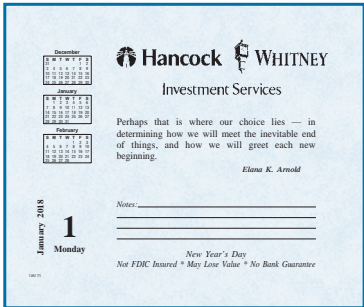 December
S M T W T F S
January
S M T W T F S
February
S M T W T F S
Hancock WHITNEY
Investment Services
Perhaps that is where our choice lies — in
determining how we will meet the inevitable end
of things, and how we will greet each new
beginning.
Elana K. Arnold
January 2018
1
Monday
Notes:
New Year's Day
Not FDIC Insured * May Lose Value * No Bank Guarantee